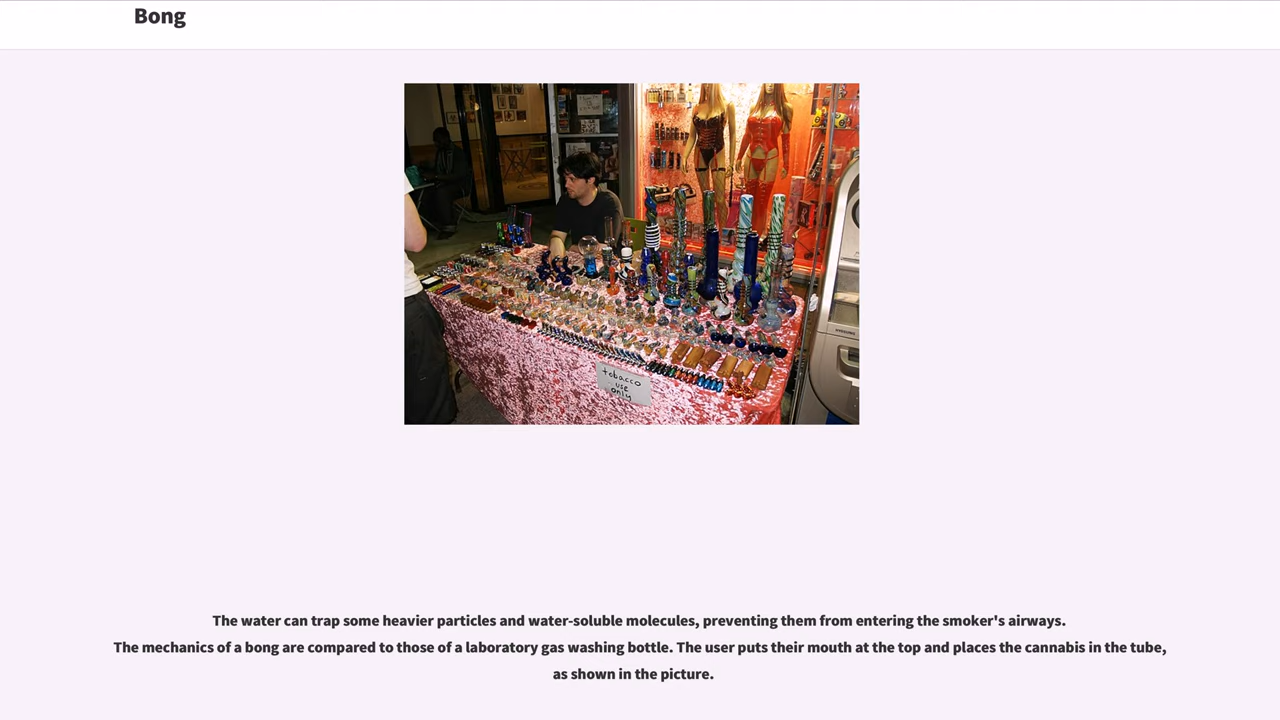 Bong
tobacco
use
only
The water can trap some heavier particles and water-soluble molecules, preventing them from entering the smoker's airways.
The mechanics of a bong are compared to those of a laboratory gas washing bottle. The user puts their mouth at the top and places the cannabis in the tube,
as shown in the picture.